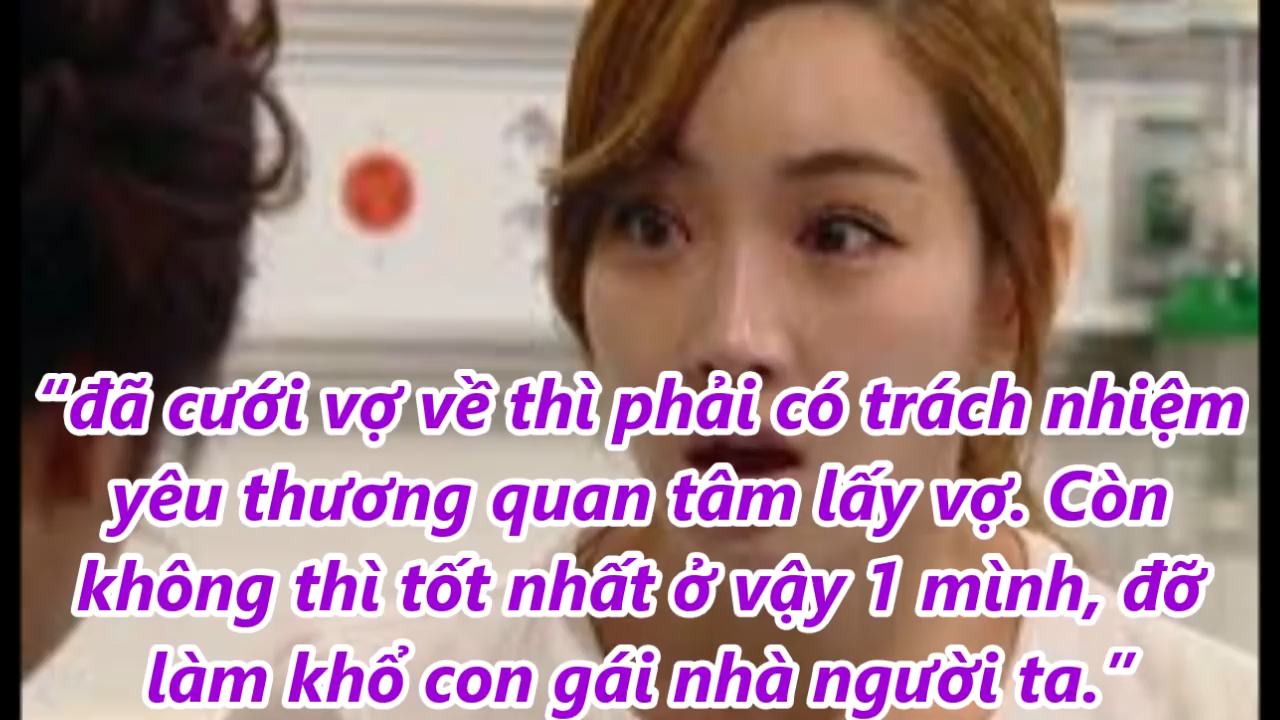 “đã cưới vợ về thì phải có trách nhiệm
yêu thương quan tâm lấy vợ. Còn
không thì tốt nhất ở vậy 1 mình, đỡ
làm khổ con gái nhà người ta.”